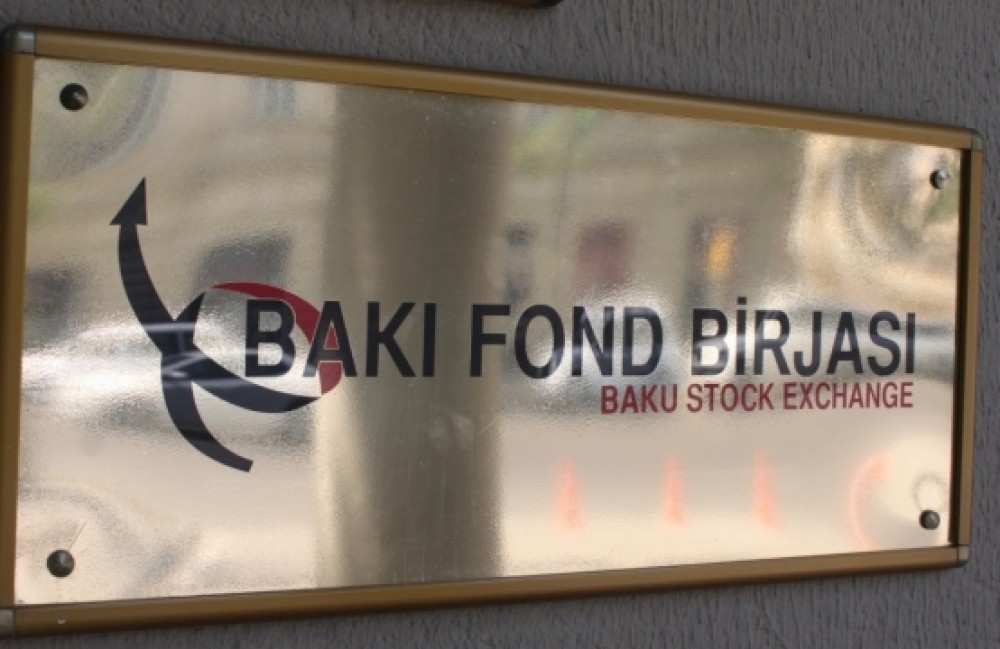 BAKI FOND BİRJASI
BAKU STOCK EXCHANGE